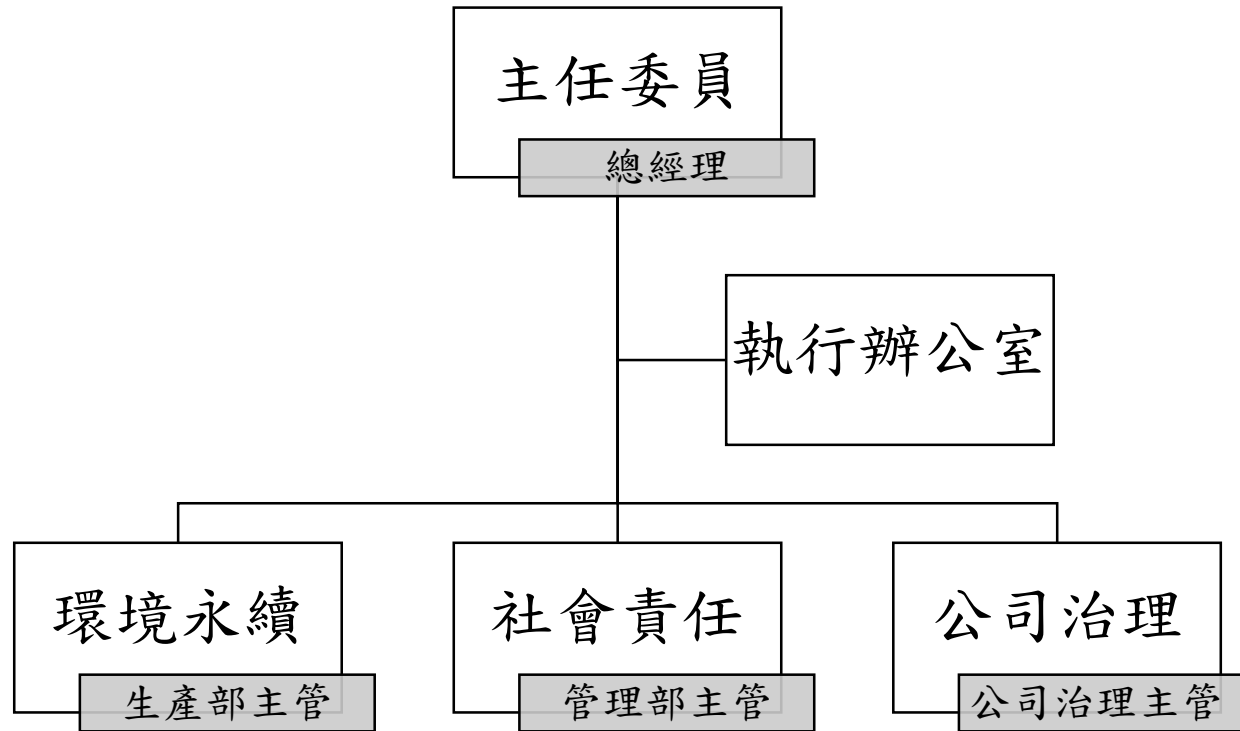 主任委員
總經理
執行辦公室
環境永續
生產部主管
社會責任
管理部主管
公司治理
公司治理主管